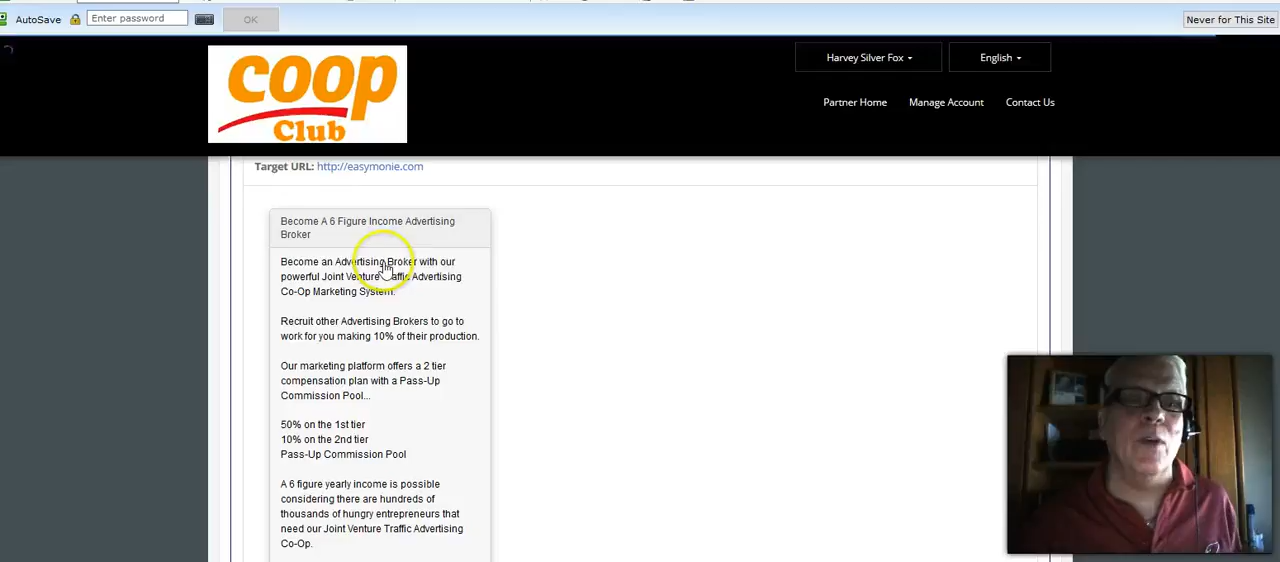 AutoSave
Enter password
OK
Never for This Site
coop
Club
Harvey Silver Fox
English
Partner Home
Manage Account
Contact Us
Target URL: http://easymonie.com
Become A 6 Figure Income Advertising
Broker
Become an Advertising Broker with our
powerful Joint Venture Traffic Advertising
Co-Op Marketing System.
Recruit other Advertising Brokers to go to
work for you making 10% of their production.
Our marketing platform offers a 2 tier
compensation plan with a Pass-Up
Commission Pool...
50% on the 1st tier
10% on the 2nd tier
Pass-Up Commission Pool
A 6 figure yearly income is possible
considering there are hundreds of
thousands of hungry entrepreneurs that
need our Joint Venture Traffic Advertising
Co-Op.